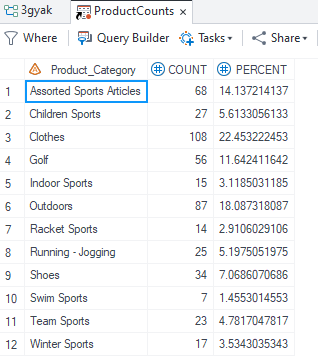 3gyak ProductCounts ×
Where Query Builder Tasks Share
Product_Category COUNT PERCENT
1 Assorted Sports Articles 68 14.137214137
2 Children Sports 27 5.6133056133
3 Clothes 108 22.453222453
4 Golf 56 11.642411642
5 Indoor Sports 15 3.1185031185
6 Outdoors 87 18.087318087
7 Racket Sports 14 2.9106029106
8 Running - Jogging 25 5.1975051975
9 Shoes 34 7.0686070686
10 Swim Sports 7 1.4553014553
11 Team Sports 23 4.7817047817
12 Winter Sports 17 3.5343035343